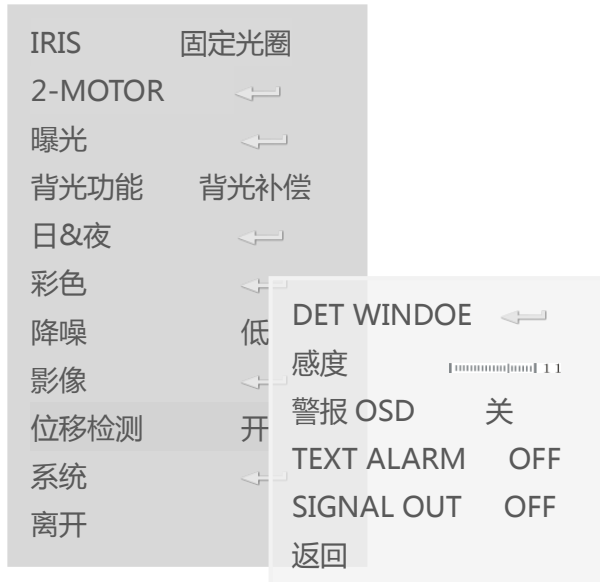 IRIS 固定光圈
2-MOTOR
曝光
背光功能 背光补偿
日&夜
彩色
降噪 低
影像
位移检测 开
系统
离开
DET WINDOE
感度 11
警报 OSD 关
TEXT ALARM OFF
SIGNAL OUT OFF
返回